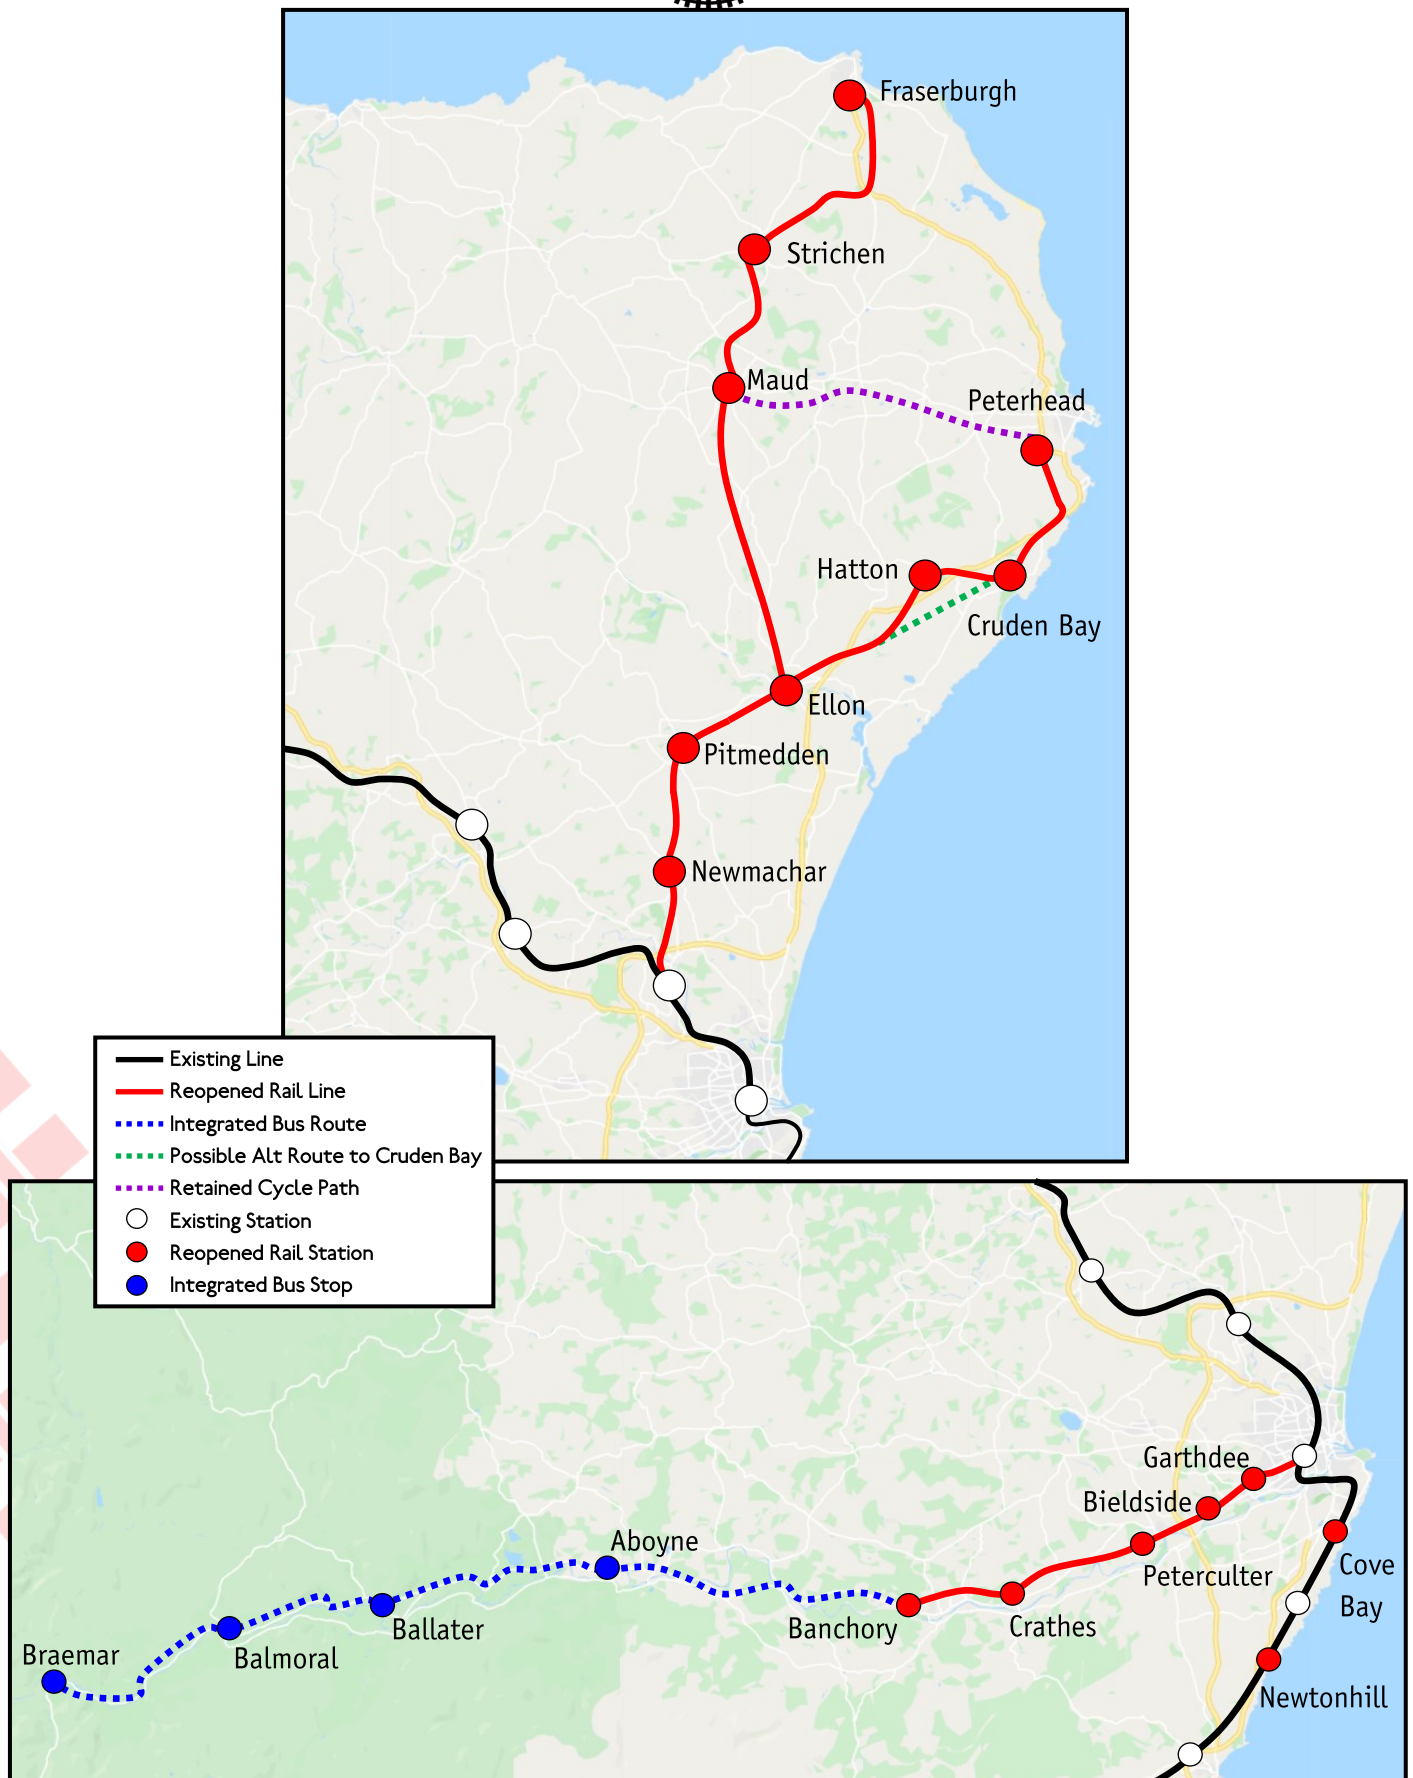 Fraserburgh
Strichen
Maud
Peterhead
Hatton
Cruden Bay
Ellon
Pitmedden
Newmachar
Existing Line
Reopened Rail Line
Integrated Bus Route
Possible Alt Route to Cruden Bay
Retained Cycle Path
Existing Station
Reopened Rail Station
Integrated Bus Stop
Garthdee
Bieldside
Aboyne
Cove
Bay
Peterculter
Crathes
Banchory
Ballater
Balmoral
Braemar
Newtonhill